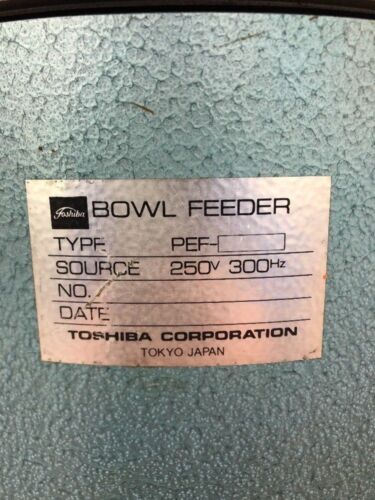 Toshiba BOWL FEEDER
TYPE PEF-
SOURCE 250V 300Hz
NO.
DATE
TOSHIBA CORPORATION
TOKYO JAPAN